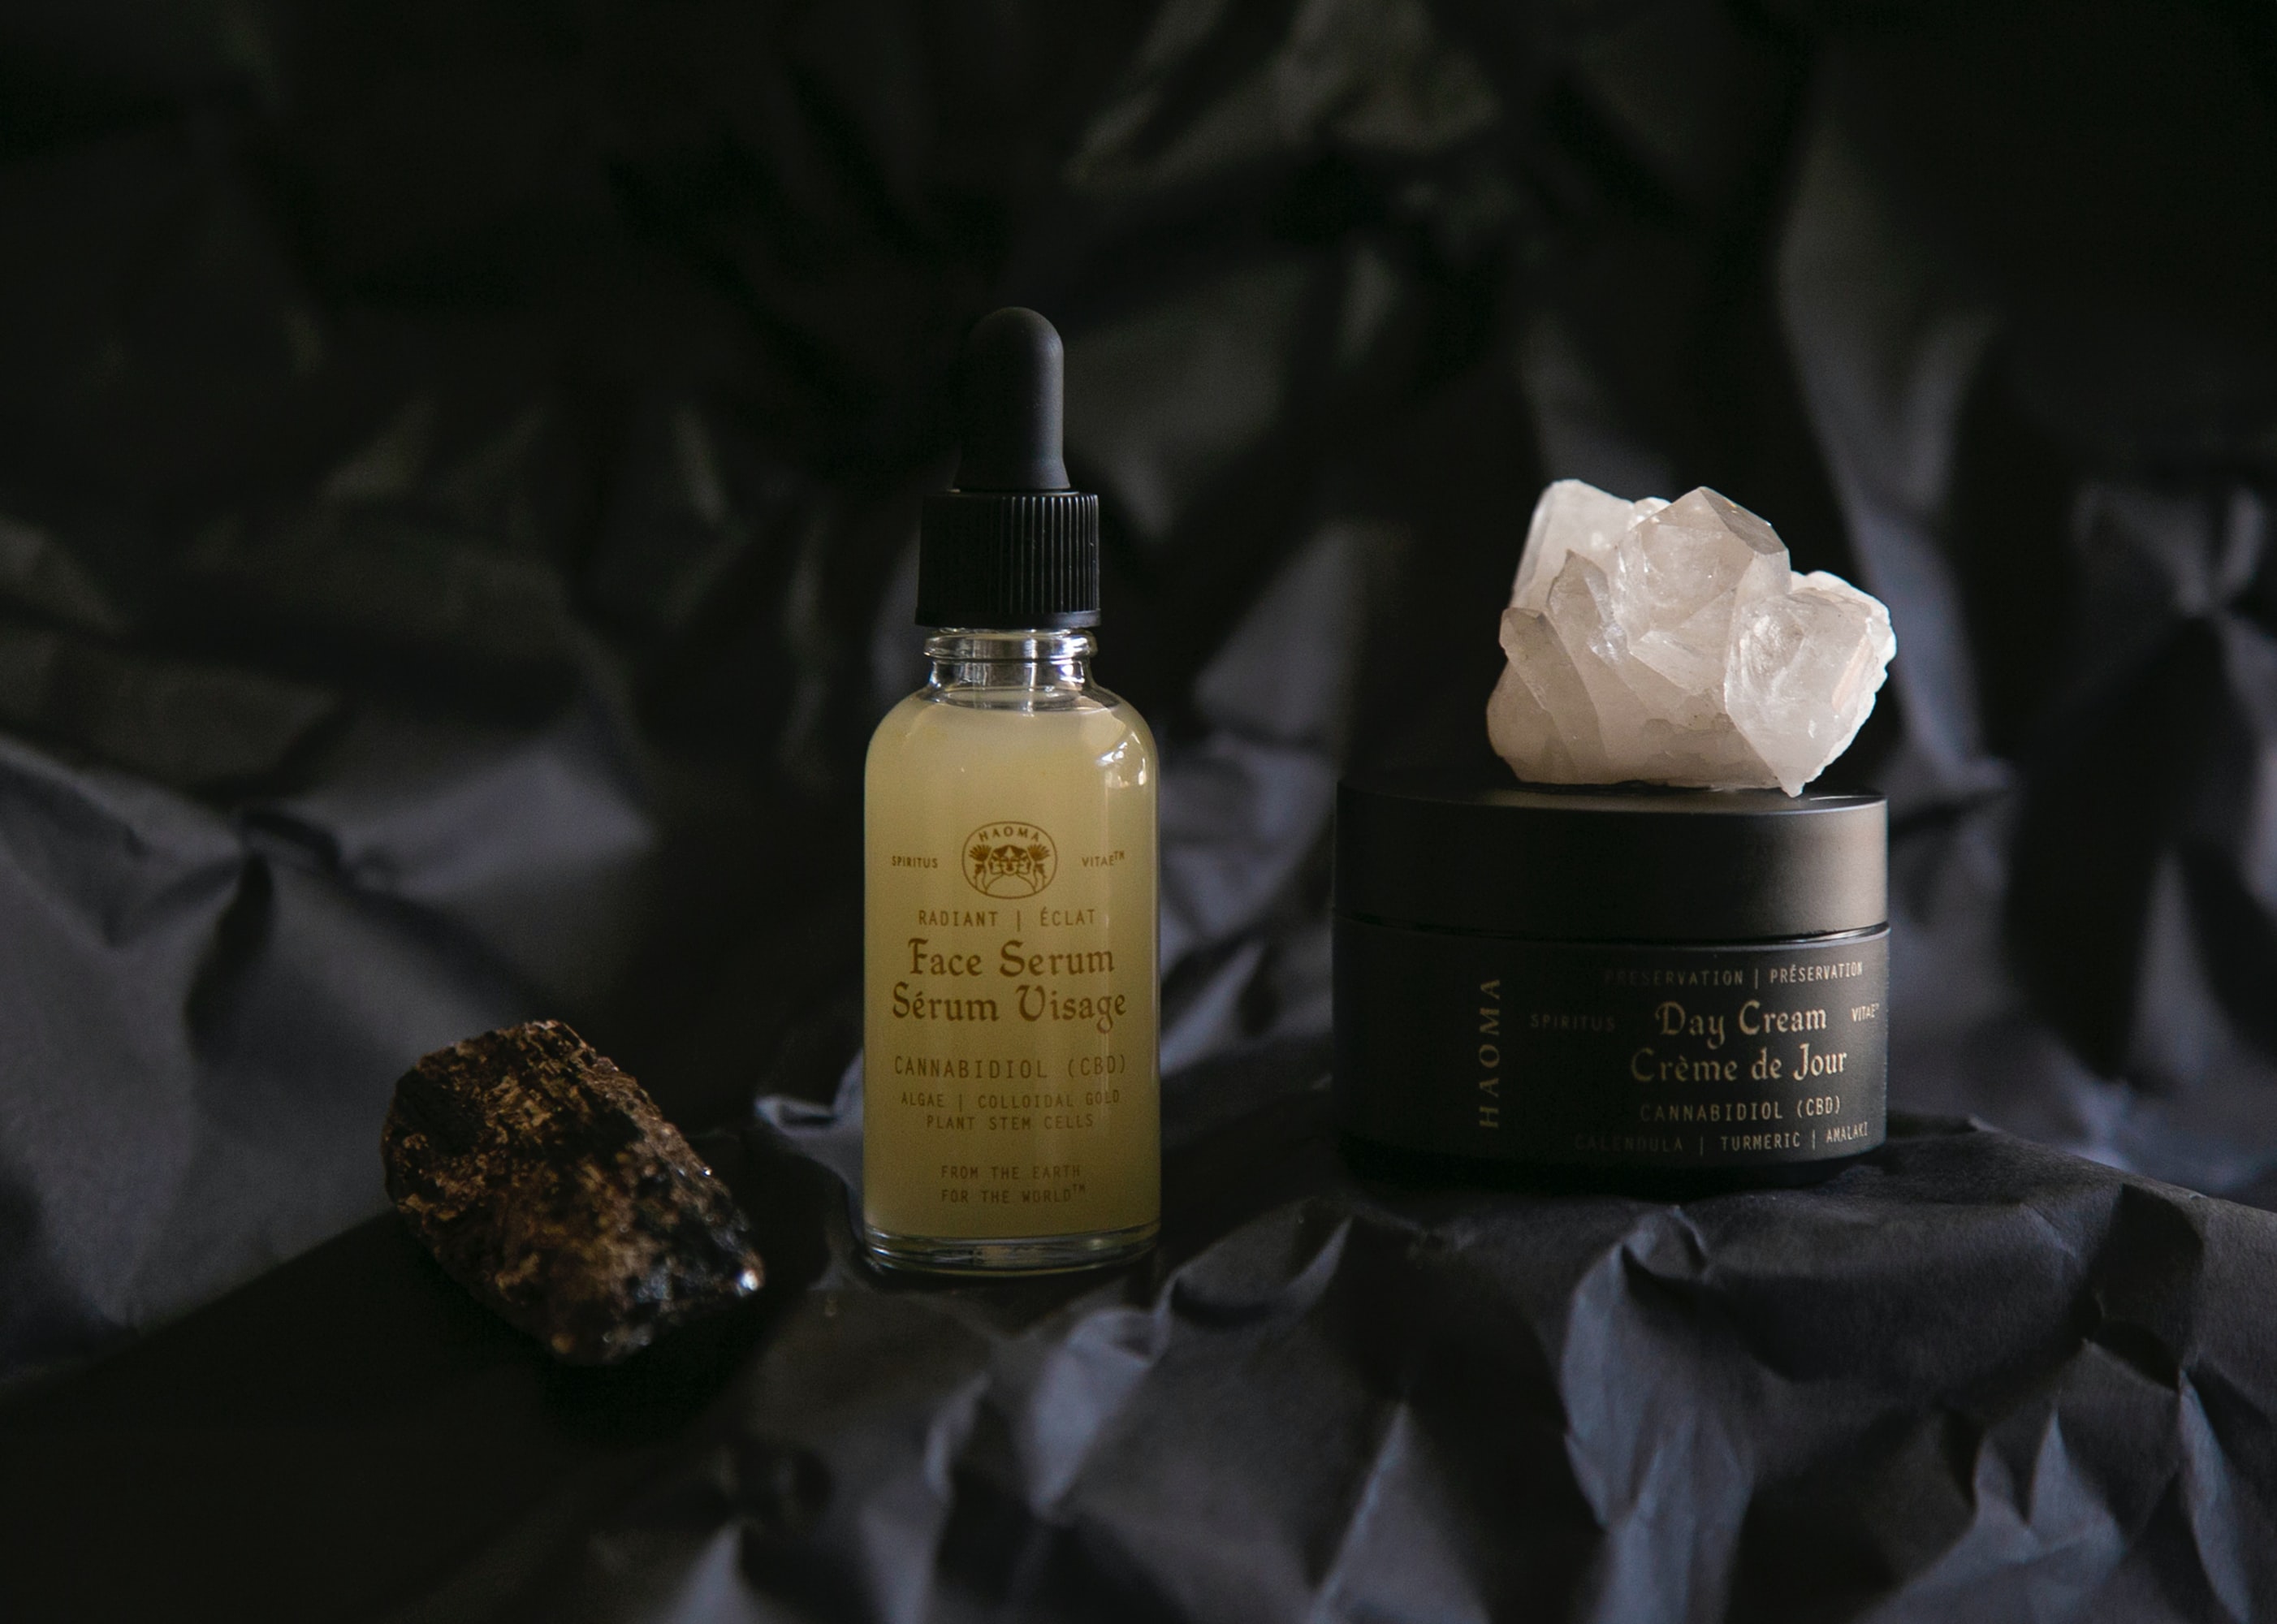 HAOMA
SPIRITUS VITAE™
RADIANT | ÉCLAT
Face Serum
Sérum Visage
CANNABIDIOL (CBD)
ALGAE | COLLOIDAL GOLD
PLANT STEM CELLS
FROM THE EARTH
FOR THE WORLD™
HAOMA
PRESERVATION | PRÉSERVATION
Day Cream
SPIRITUS VITAE™
Crème de Jour
CANNABIDIOL (CBD)
CALENDULA | TURMERIC | AMALAKI